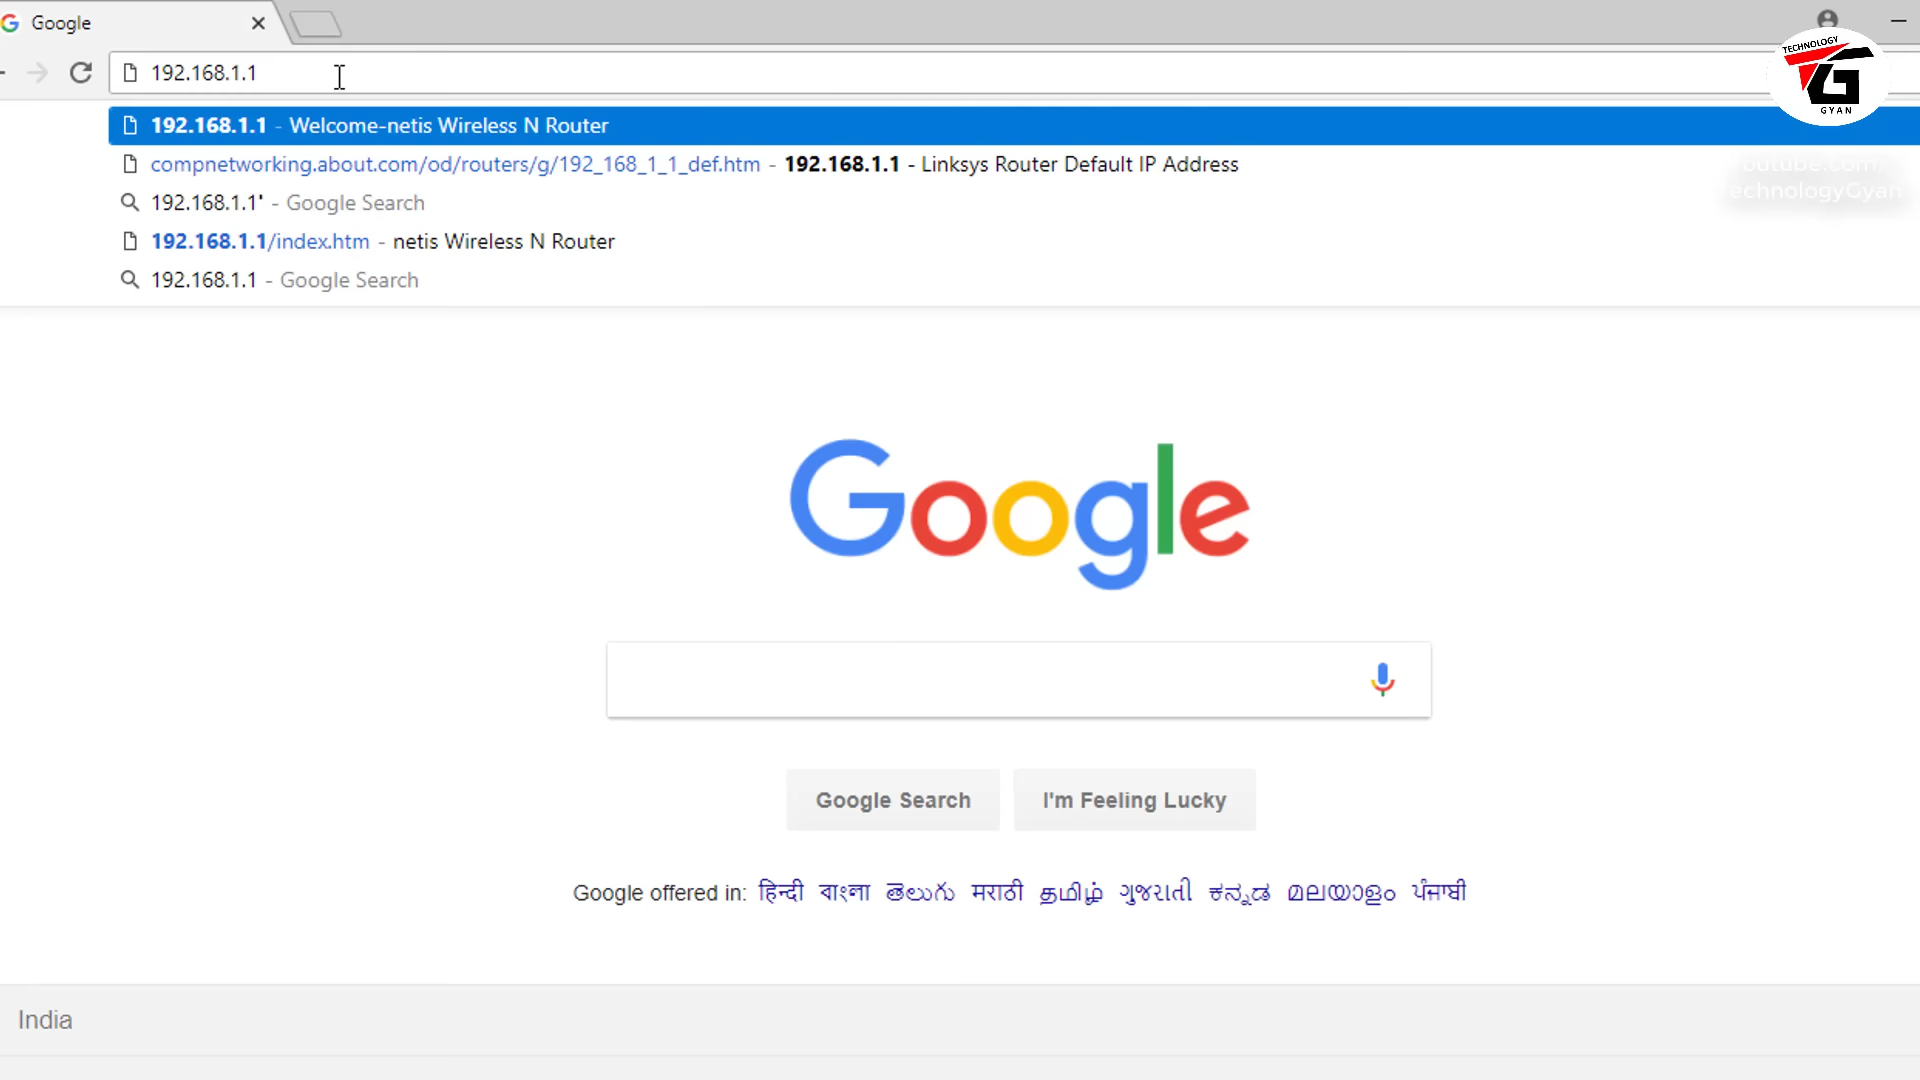 Google
192.168.1.1
TECHNOLOGY
GYAN
192.168.1.1 - Welcome-netis Wireless N Router
compnetworking.about.com/od/routers/g/192_168_1_1_def.htm - 192.168.1.1 - Linksys Router Default IP Address
192.168.1.1' - Google Search
192.168.1.1/index.htm - netis Wireless N Router
192.168.1.1 - Google Search
outube.com/
echnologyGyan
Google
Google Search
I'm Feeling Lucky
Google offered in: हिन्दी বাংলা తెలుగు मराठी தமிழ் ગુજરાતી ಕನ್ನಡ മലയാളം ਪੰਜਾਬੀ
India